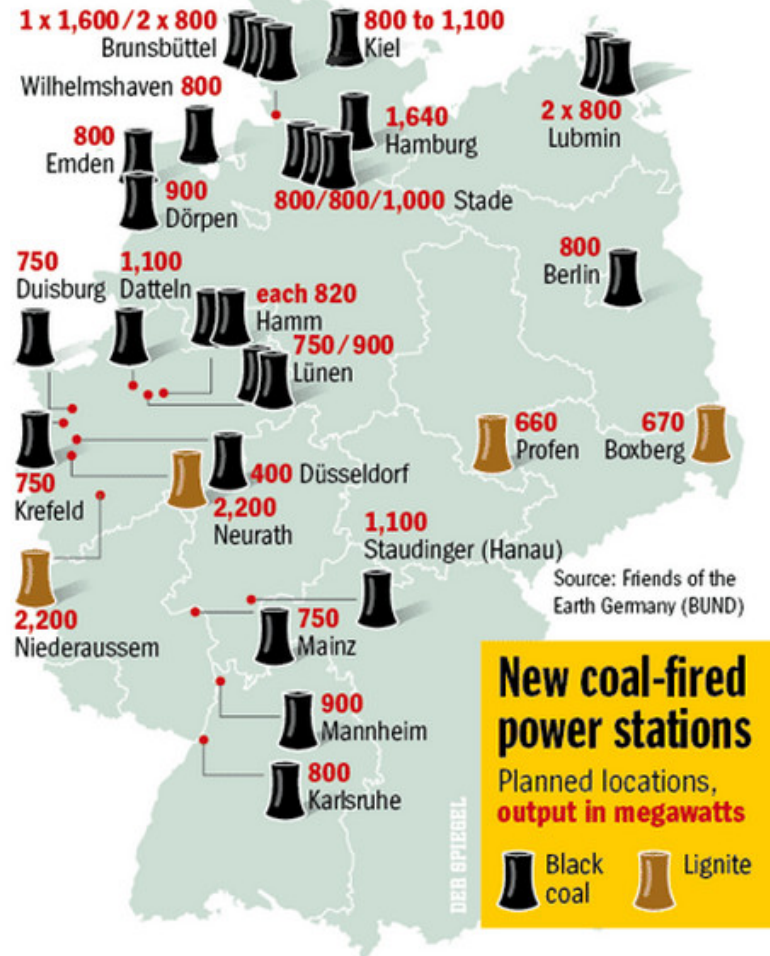 1 x 1,600/2 x 800
Brunsbüttel
800 to 1,100
Kiel
Wilhelmshaven 800
2 x 800
Lubmin
1,640
Hamburg
800
Emden
900
Dörpen
800/800/1,000 Stade
750
Duisburg
1,100
Datteln
each 820
Hamm
800
Berlin
750/900
Lünen
660
Profen
670
Boxberg
750
Krefeld
400 Düsseldorf
2,200
Neurath
1,100
Staudinger (Hanau)
Source: Friends of the
Earth Germany (BUND)
2,200
Niederaussem
750
Mainz
900
Mannheim
800
Karlsruhe
New coal-fired
power stations
Planned locations,
output in megawatts
Black
coal
Lignite
DER SPIEGEL